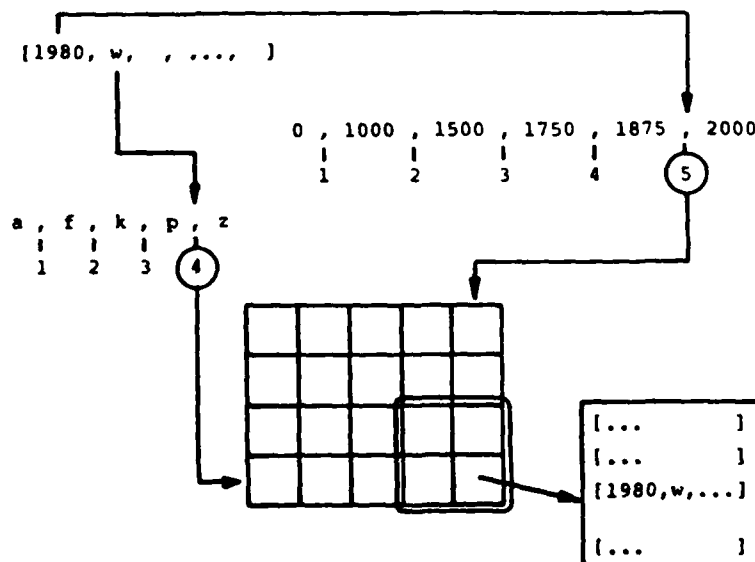 [1980, w,   , ...,   ]
0 , 1000 , 1500 , 1750 , 1875 , 2000
1 2 3 4 5
a , f , k , p , z
1 2 3 4
[...        ]
[...        ]
[1980,w,...]
[...        ]